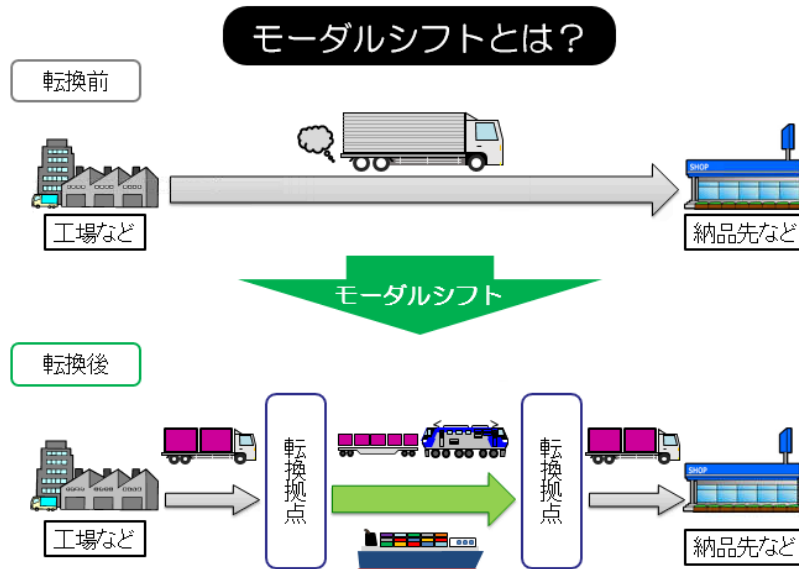 モーダルシフトとは？
転換前
SHOP
工場など
納品先など
モーダルシフト
転換後
転換拠点
転換拠点
SHOP
工場など
納品先など